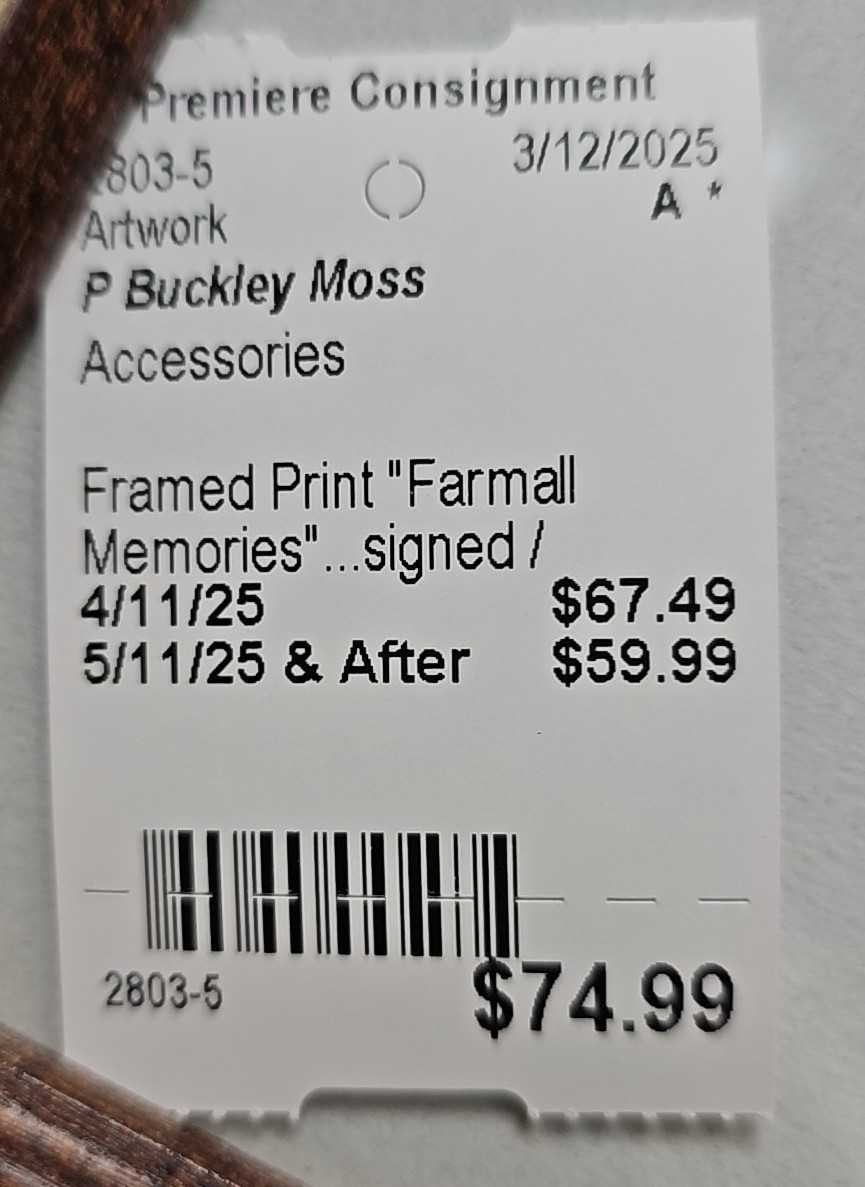 Premiere Consignment
2803-5 3/12/2025
A *
Artwork
P Buckley Moss
Accessories
Framed Print "Farmall
Memories"...signed /
4/11/25 $67.49
5/11/25 & After $59.99
2803-5
$74.99